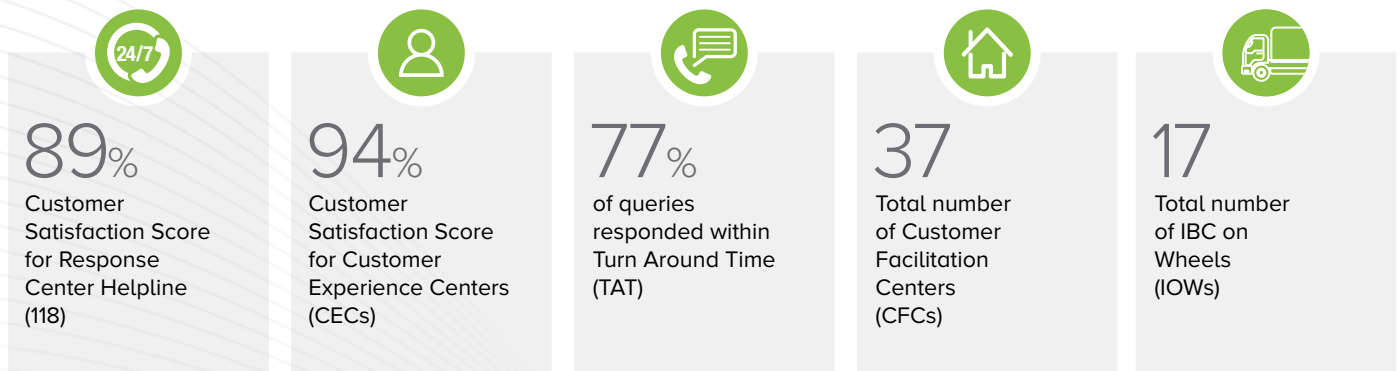 24/7
89%
Customer
Satisfaction Score
for Response
Center Helpline
(118)
94%
Customer
Satisfaction Score
for Customer
Experience Centers
(CECs)
77%
of queries
responded within
Turn Around Time
(TAT)
37
Total number
of Customer
Facilitation
Centers
(CFCs)
17
Total number
of IBC on
Wheels
(IOWs)